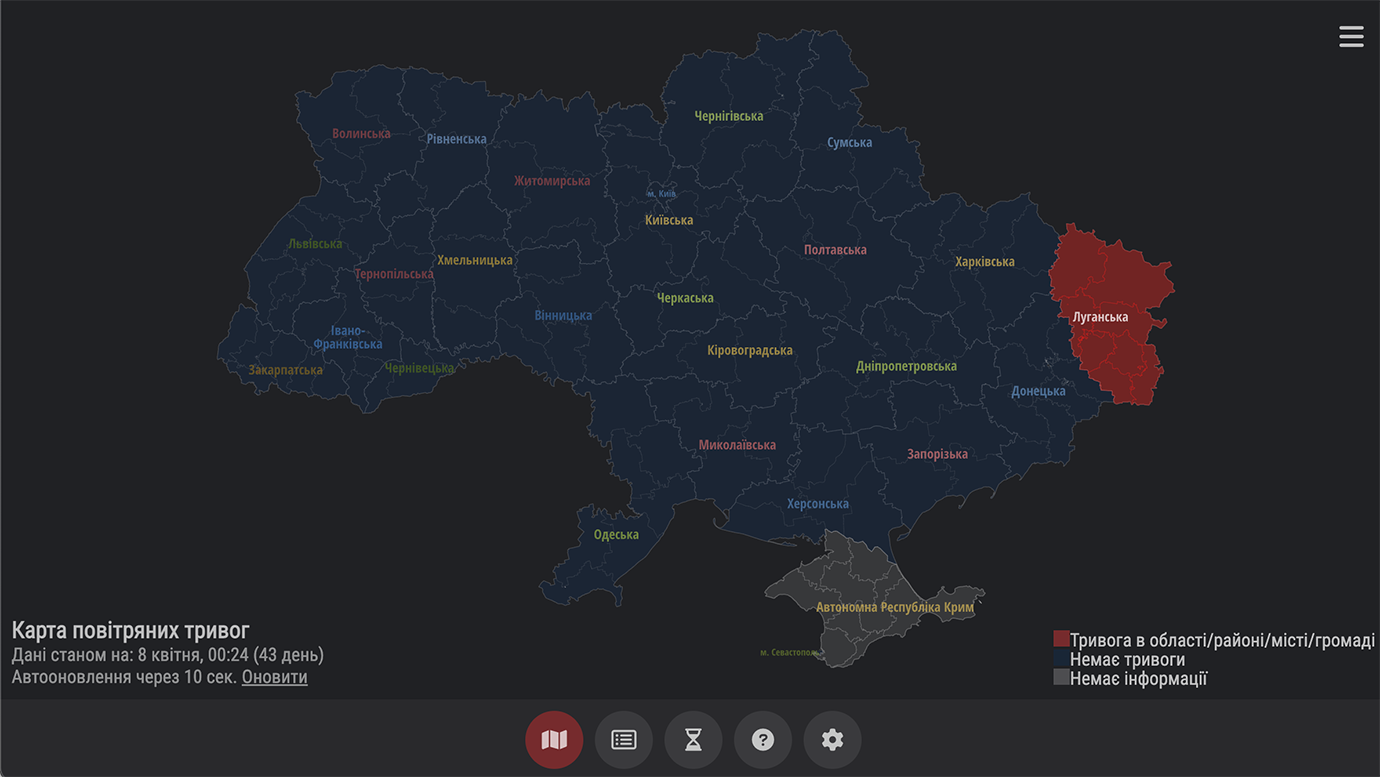 Чернігівська
Волинська
Рівненська
Сумська
Житомирська
м. Київ
Київська
Львівська
Полтавська
Хмельницька
Харківська
Тернопільська
Черкаська
Вінницька
Луганська
Івано-
Франківська
Кіровоградська
Закарпатська
Чернівецька
Дніпропетровська
Донецька
Миколаївська
Запорізька
Херсонська
Одеська
Автономна Республіка Крим
м. Севастополь
Карта повітряних тривог
Дані станом на: 8 квітня, 00:24 (43 день)
Автооновлення через 10 сек. Оновити
Тривога в області/районі/місті/громаді
Немає тривоги
Немає інформації